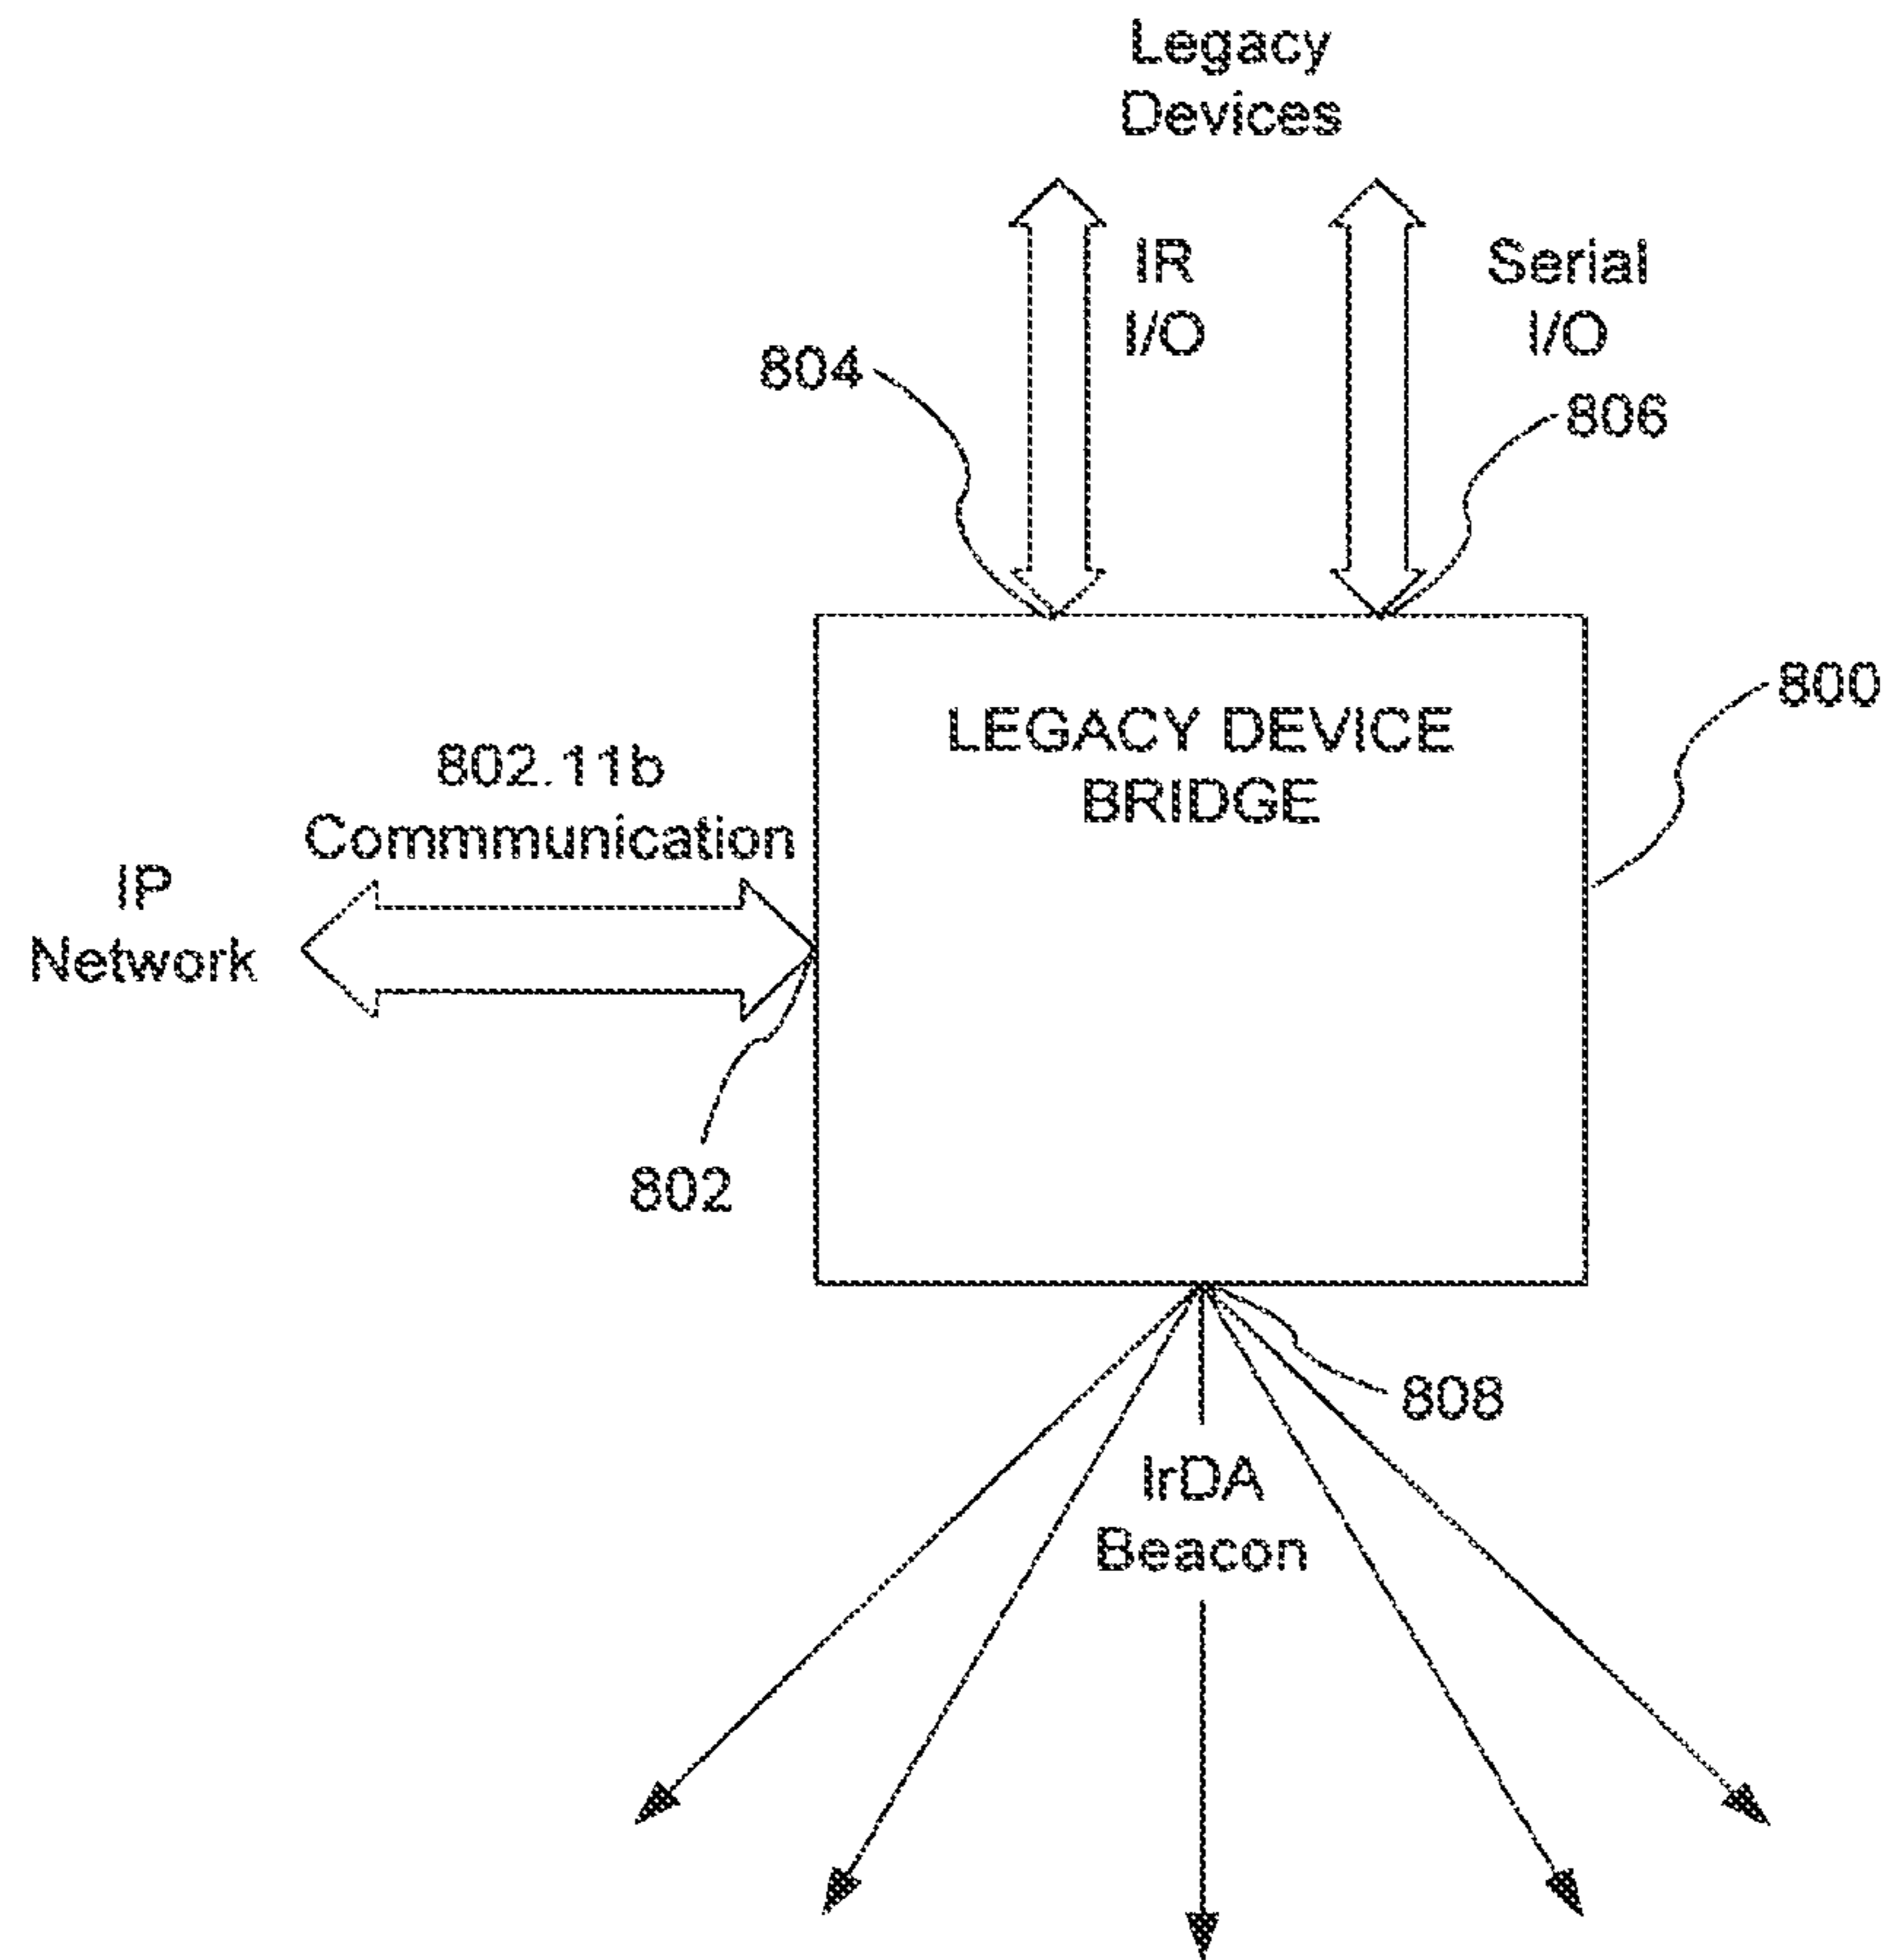 Legacy
Devices
IR
I/O
Serial
I/O
804
806
800
LEGACY DEVICE
BRIDGE
802.11b
Commmunication
IP
Network
802
808
IrDA
Beacon